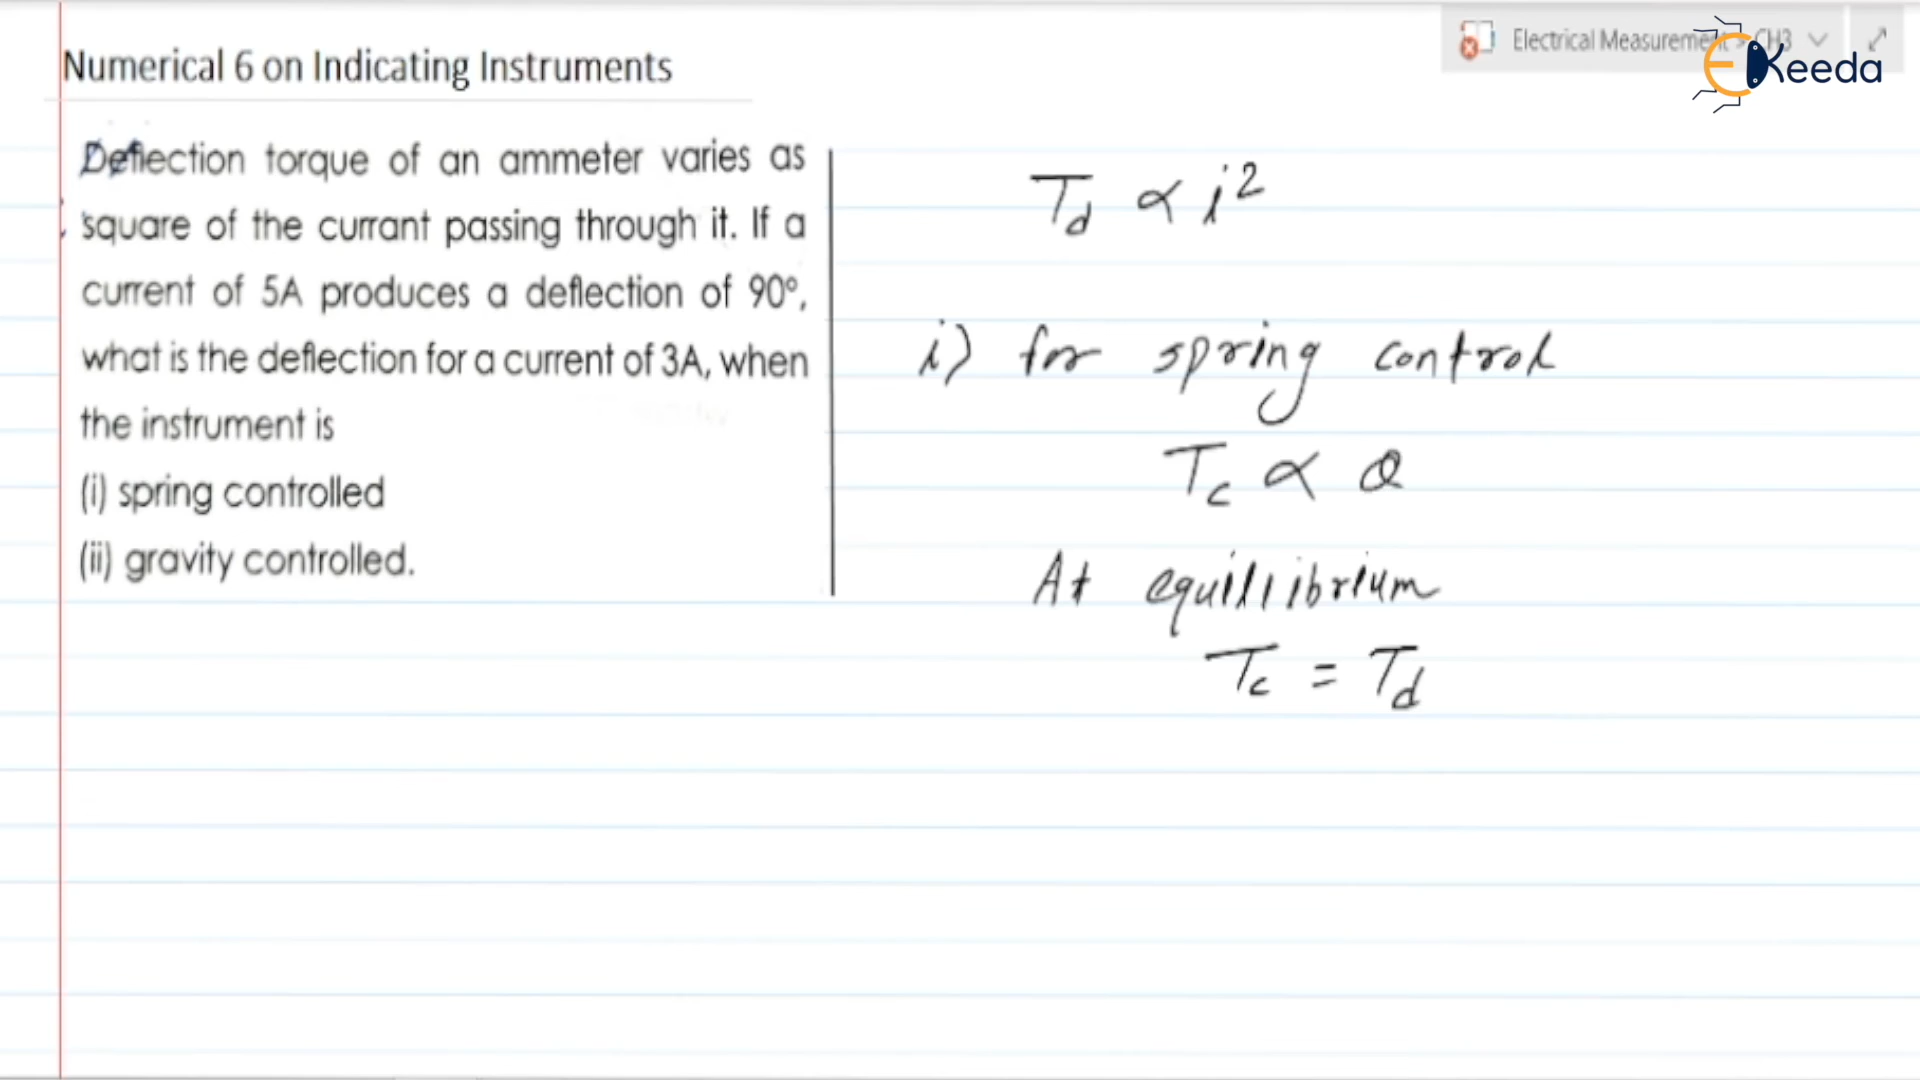 Electrical Measurement > CH3
EKeeda
Numerical 6 on Indicating Instruments
Deflection torque of an ammeter varies as
square of the currant passing through it. If a
current of 5A produces a deflection of 90°,
what is the deflection for a current of 3A, when
the instrument is
(i) spring controlled
(ii) gravity controlled.
Td ∝ i²
i) for spring control
Tc ∝ θ
At equilibrium
Tc = Td